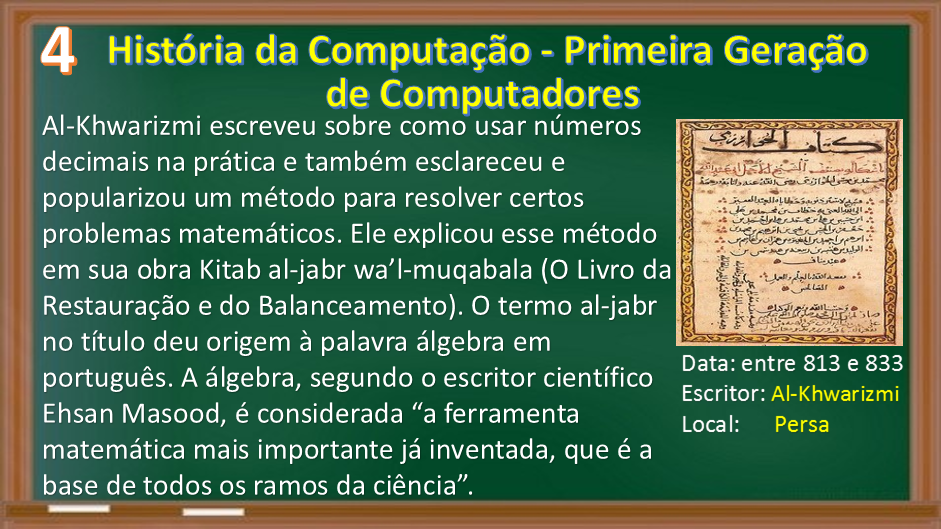 4
História da Computação - Primeira Geração
de Computadores
Al-Khwarizmi escreveu sobre como usar números
decimais na prática e também esclareceu e
popularizou um método para resolver certos
problemas matemáticos. Ele explicou esse método
em sua obra Kitab al-jabr wa’l-muqabala (O Livro da
Restauração e do Balanceamento). O termo al-jabr
no título deu origem à palavra álgebra em
português. A álgebra, segundo o escritor científico
Ehsan Masood, é considerada “a ferramenta
matemática mais importante já inventada, que é a
base de todos os ramos da ciência”.
Data: entre 813 e 833
Escritor: Al-Khwarizmi
Local: Persa